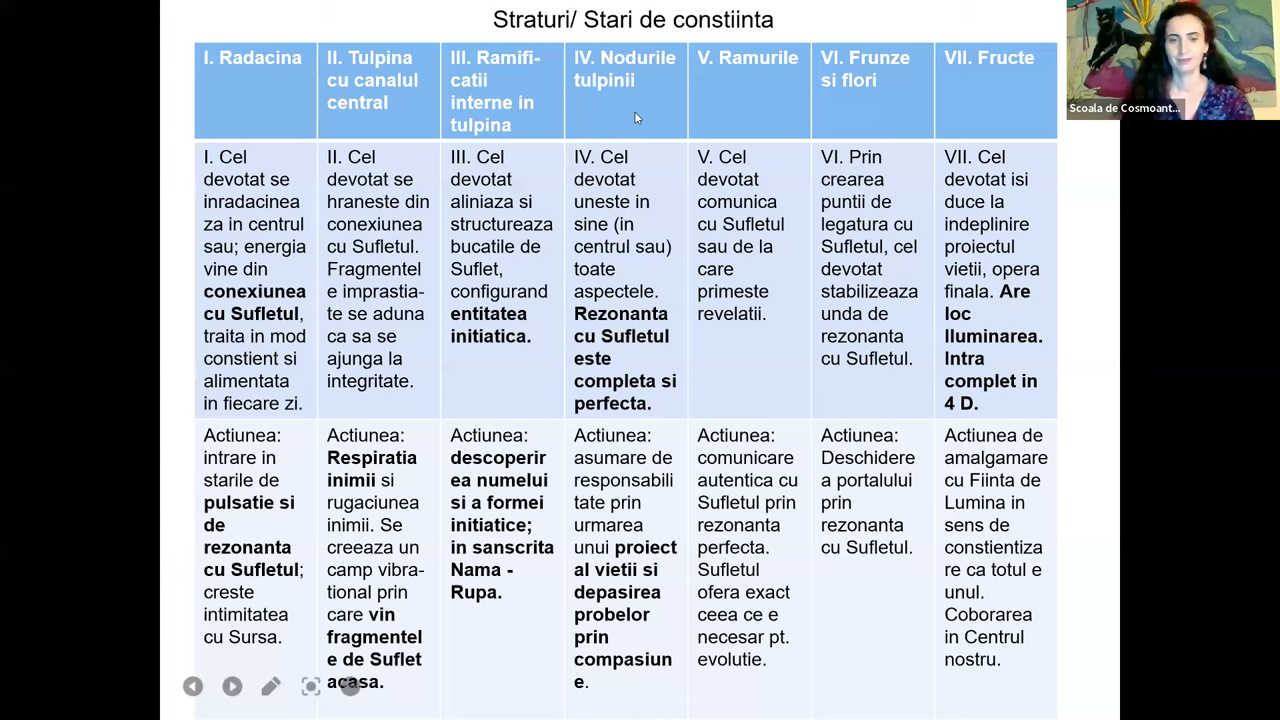 Straturi/ Stari de constiinta
I. Radacina
II. Tulpina
cu canalul
central
III. Ramifi-
catii
interne in
tulpina
IV. Nodurile
tulpinii
V. Ramurile
VI. Frunze
si flori
VII. Fructe
I. Cel
devotat se
inradacinea
za in centrul
sau; energia
vine din
conexiunea
cu Sufletul,
traita in mod
constient si
alimentata
in fiecare zi.
II. Cel
devotat se
hraneste din
conexiunea
cu Sufletul.
Fragmentel
e imprastia-
te se aduna
ca sa se
ajunga la
integritate.
III. Cel
devotat
aliniaza si
structureaza
bucatile de
Suflet,
configurand
entitatea
initiatica.
IV. Cel
devotat
uneste in
sine (in
centrul sau)
toate
aspectele.
Rezonanta
cu Sufletul
este
completa si
perfecta.
V. Cel
devotat
comunica
cu Sufletul
sau de la
care
primeste
revelatii.
VI. Prin
crearea
puntii de
legatura cu
Sufletul, cel
devotat
stabilizeaza
unda de
rezonanta
cu Sufletul.
VII. Cel
devotat isi
duce la
indeplinire
proiectul
vietii, opera
finala. Are
loc
Iluminarea.
Intra
complet in
4 D.
Actiunea:
intrare in
starile de
pulsatie si
de
rezonanta
cu Sufletul;
creste
intimitatea
cu Sursa.
Actiunea:
Respiratia
inimii si
rugaciunea
inimii. Se
creeaza un
camp vibra-
tional prin
care vin
fragmentel
e de Suflet
acasa.
Actiunea:
descoperir
ea numelui
si a formei
initiatice;
in sanscrita
Nama -
Rupa.
Actiunea:
asumare de
responsabili
tate prin
urmarea
unui proiect
al vietii si
depasirea
probelor
prin
compasiun
e.
Actiunea:
comunicare
autentica cu
Sufletul prin
rezonanta
perfecta.
Sufletul
ofera exact
ceea ce e
necesar pt.
evolutie.
Actiunea:
Deschidere
a portalului
prin
rezonanta
cu Sufletul.
Actiunea de
amalgamare
cu Fiinta de
Lumina in
sens de
constientiza
re ca totul e
unul.
Coborarea
in Centrul
nostru.
Scoala de Cosmoant...